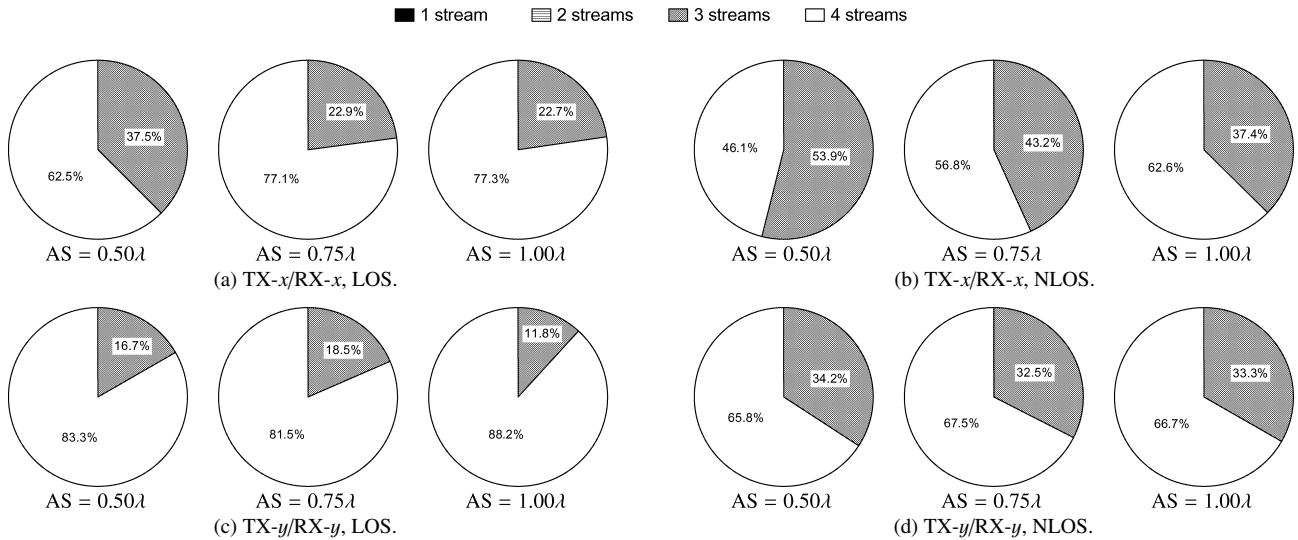 1 stream 2 streams 3 streams 4 streams
37.5%
62.5%
AS = 0.50λ
22.9%
77.1%
AS = 0.75λ
22.7%
77.3%
AS = 1.00λ
(a) TX-x/RX-x, LOS.
46.1%
53.9%
AS = 0.50λ
43.2%
56.8%
AS = 0.75λ
37.4%
62.6%
AS = 1.00λ
(b) TX-x/RX-x, NLOS.
16.7%
83.3%
AS = 0.50λ
18.5%
81.5%
AS = 0.75λ
11.8%
88.2%
AS = 1.00λ
(c) TX-y/RX-y, LOS.
34.2%
65.8%
AS = 0.50λ
32.5%
67.5%
AS = 0.75λ
33.3%
66.7%
AS = 1.00λ
(d) TX-y/RX-y, NLOS.